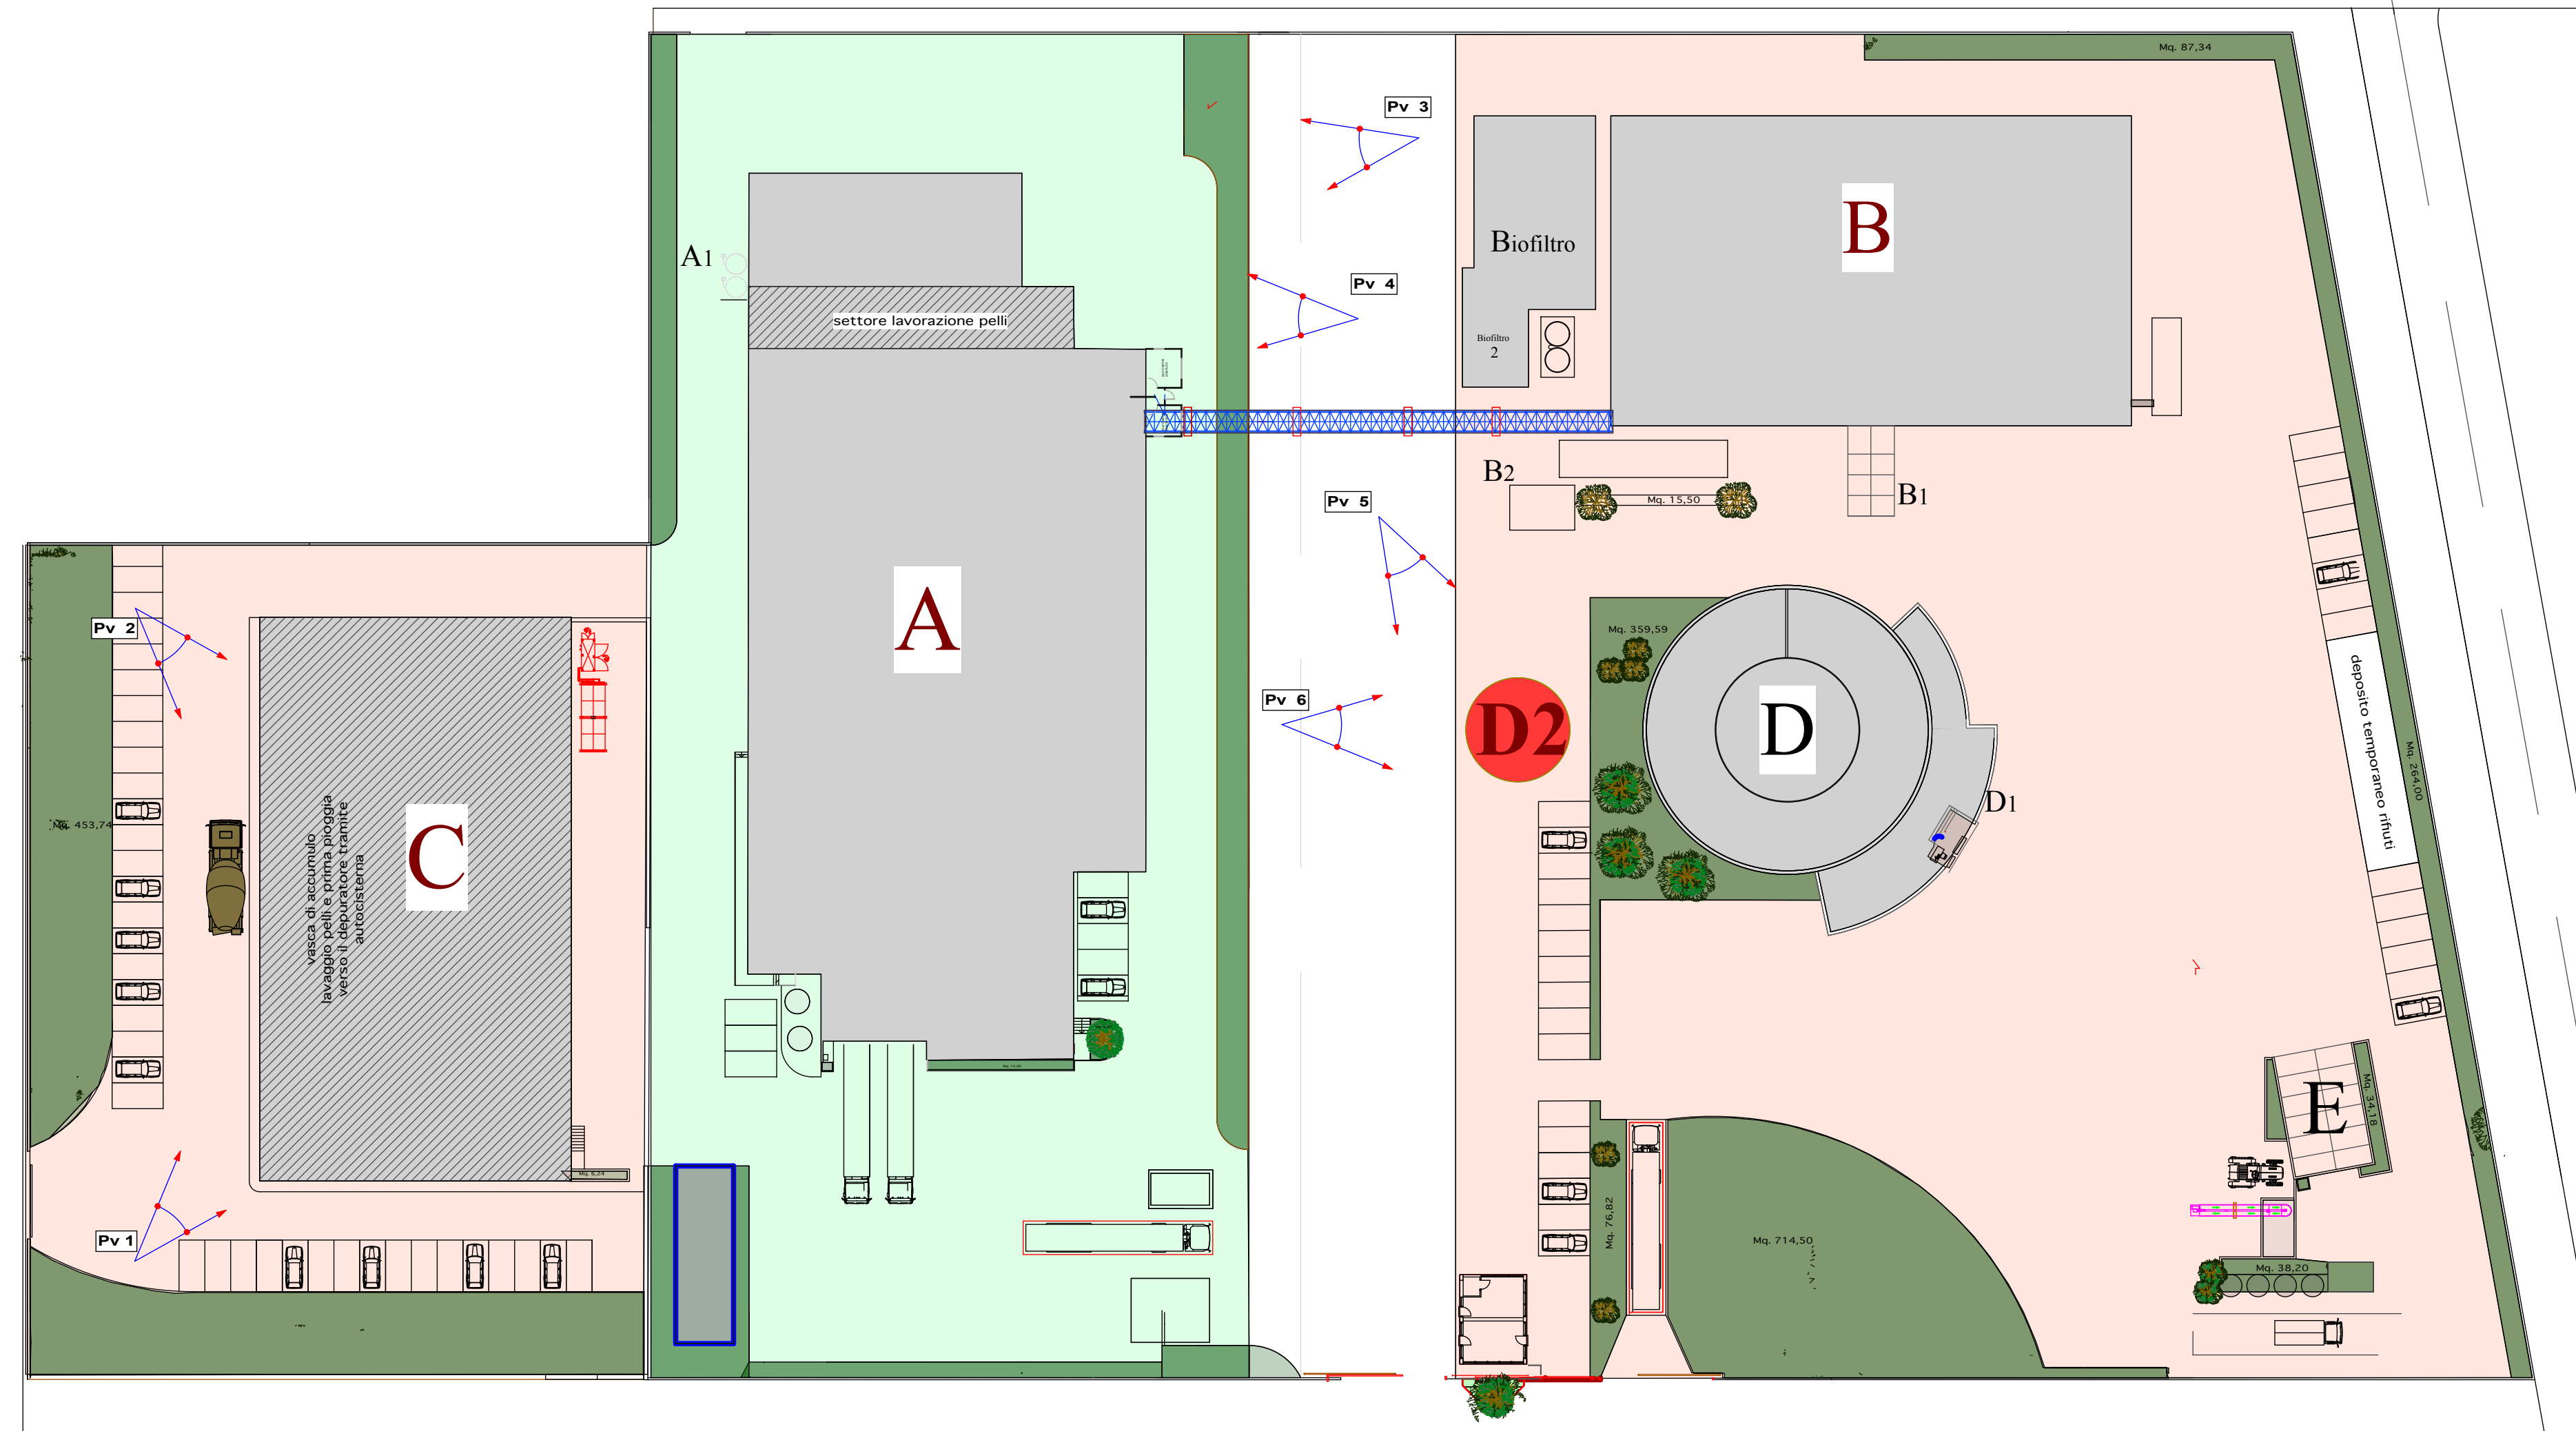 Mq. 87,34
Pv 3
B
Biofiltro
A1
Pv 4
settore lavorazione pelli
Biofiltro
2
B2
Mq. 15,50
B1
Pv 5
Pv 2
A
Mq. 359,59
Pv 6
D2
D
D1
deposito temporaneo rifiuti
Mq. 264,00
Mq. 453,74
C
vasca di accumulo
lavaggio pelli e prima pioggia
verso il depuratore tramite
autocisterna
E
Mq. 34,18
Mq. 6,24
Mq. 76,82
Pv 1
Mq. 714,50
Mq. 38,20